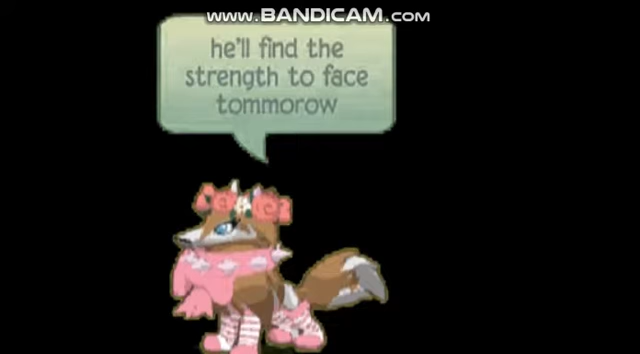 www.BANDICAM.com
he'll find the
strength to face
tommorow